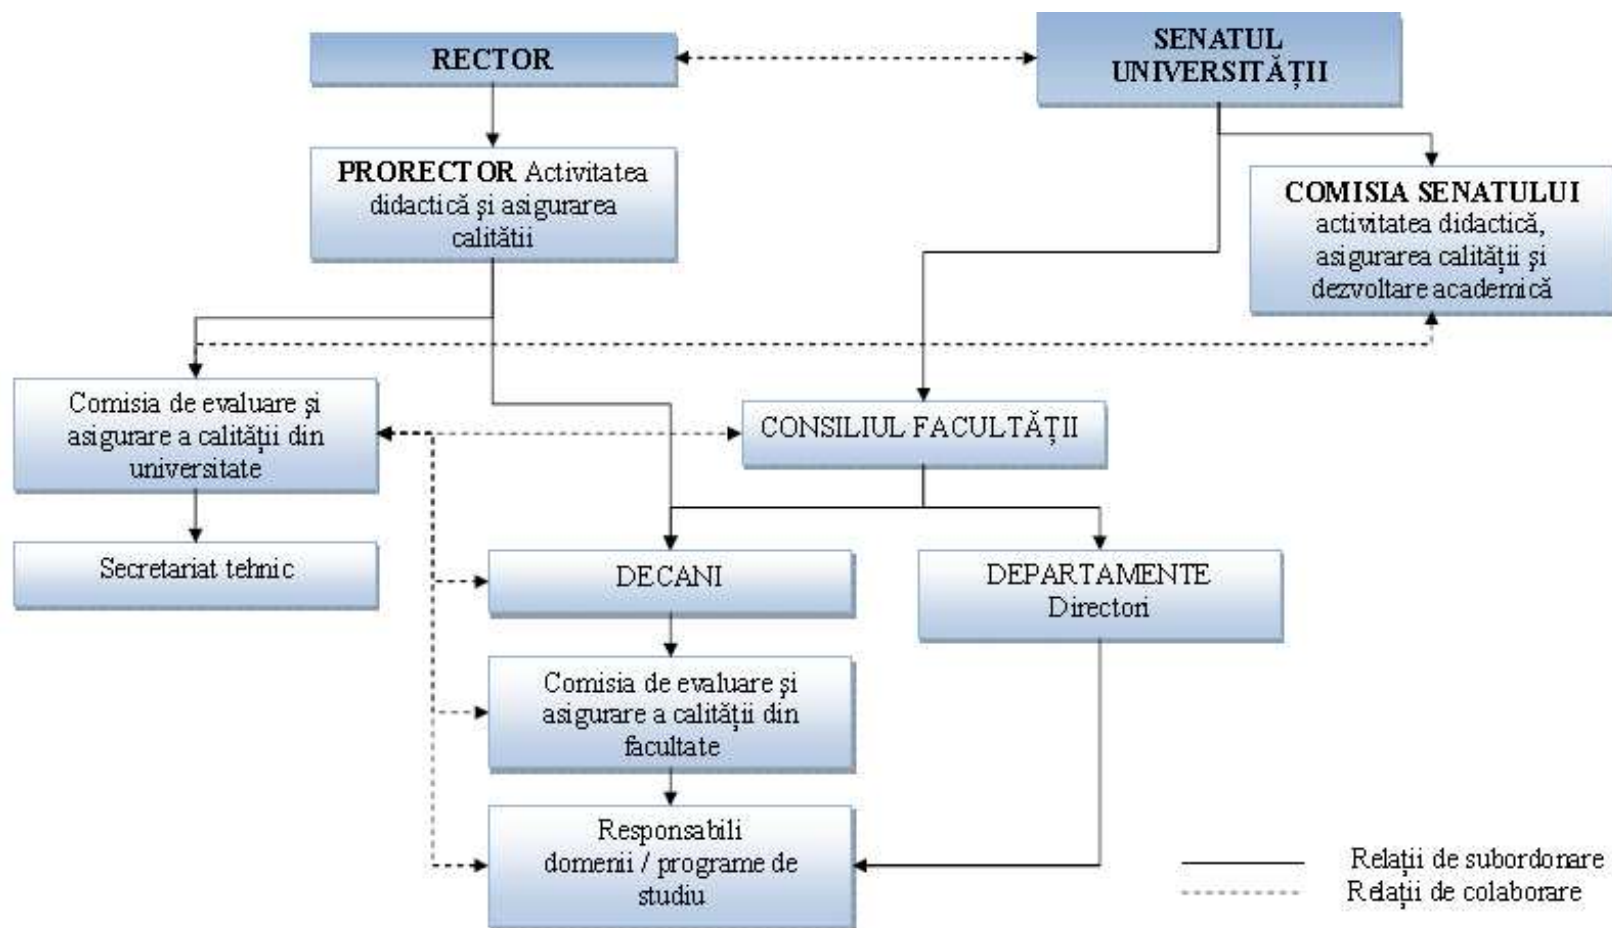 RECTOR
SENATUL
UNIVERSITĂȚII
PRORECTOR Activitatea
didactică și asigurarea
calității
COMISIA SENATULUI
activitatea didactică,
asigurarea calității și
dezvoltare academică
Comisia de evaluare și
asigurare a calității din
universitate
CONSILIUL FACULTĂȚII
Secretariat tehnic
DECANI
DEPARTAMENTE
Directori
Comisia de evaluare și
asigurare a calității din
facultate
Responsabili
domenii / programe de
studiu
Relații de subordonare
Relații de colaborare